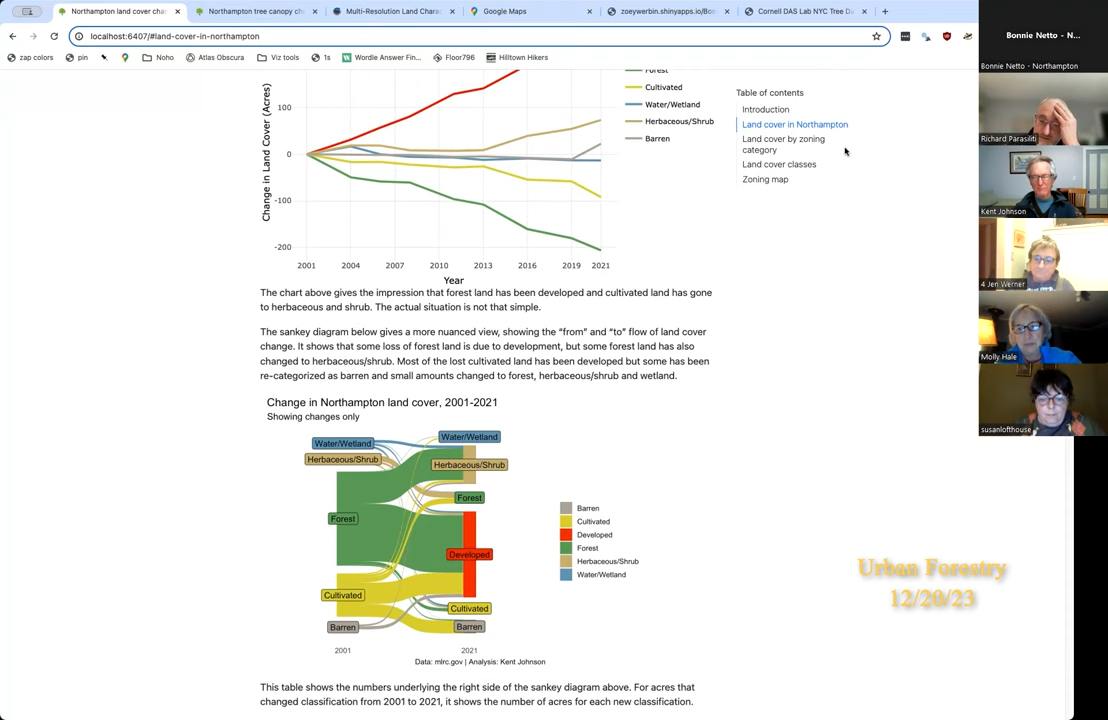 Northampton land cover chan
Northampton tree canopy ch
Multi-Resolution Land Charac
Google Maps
zoeywerbin.shinyapps.io/Bos
Cornell DAS Lab NYC Tree Da
localhost:6407/#land-cover-in-northampton
zap colors
pin
Noho
Atlas Obscura
Viz tools
1s
Wordle Answer Fin...
Floor796
Hilltown Hikers
Bonnie Netto - N...
Bonnie Netto - Northampton
Richard Parasiliti
Kent Johnson
4 Jen Werner
Molly Hale
susanlofthouse
Change in Land Cover (Acres)
100
0
-100
-200
2001 2004 2007 2010 2013 2016 2019 2021
Year
Forest
Cultivated
Water/Wetland
Herbaceous/Shrub
Barren
Table of contents
Introduction
Land cover in Northampton
Land cover by zoning
category
Land cover classes
Zoning map
The chart above gives the impression that forest land has been developed and cultivated land has gone
to herbaceous and shrub. The actual situation is not that simple.
The sankey diagram below gives a more nuanced view, showing the “from” and “to” flow of land cover
change. It shows that some loss of forest land is due to development, but some forest land has also
changed to herbaceous/shrub. Most of the lost cultivated land has been developed but some has been
re-categorized as barren and small amounts changed to forest, herbaceous/shrub and wetland.
Change in Northampton land cover, 2001-2021
Showing changes only
Water/Wetland
Herbaceous/Shrub
Forest
Cultivated
Barren
Water/Wetland
Herbaceous/Shrub
Forest
Developed
Cultivated
Barren
2001 2021
Barren
Cultivated
Developed
Forest
Herbaceous/Shrub
Water/Wetland
Data: mlrc.gov | Analysis: Kent Johnson
Urban Forestry
12/20/23
This table shows the numbers underlying the right side of the sankey diagram above. For acres that
changed classification from 2001 to 2021, it shows the number of acres for each new classification.